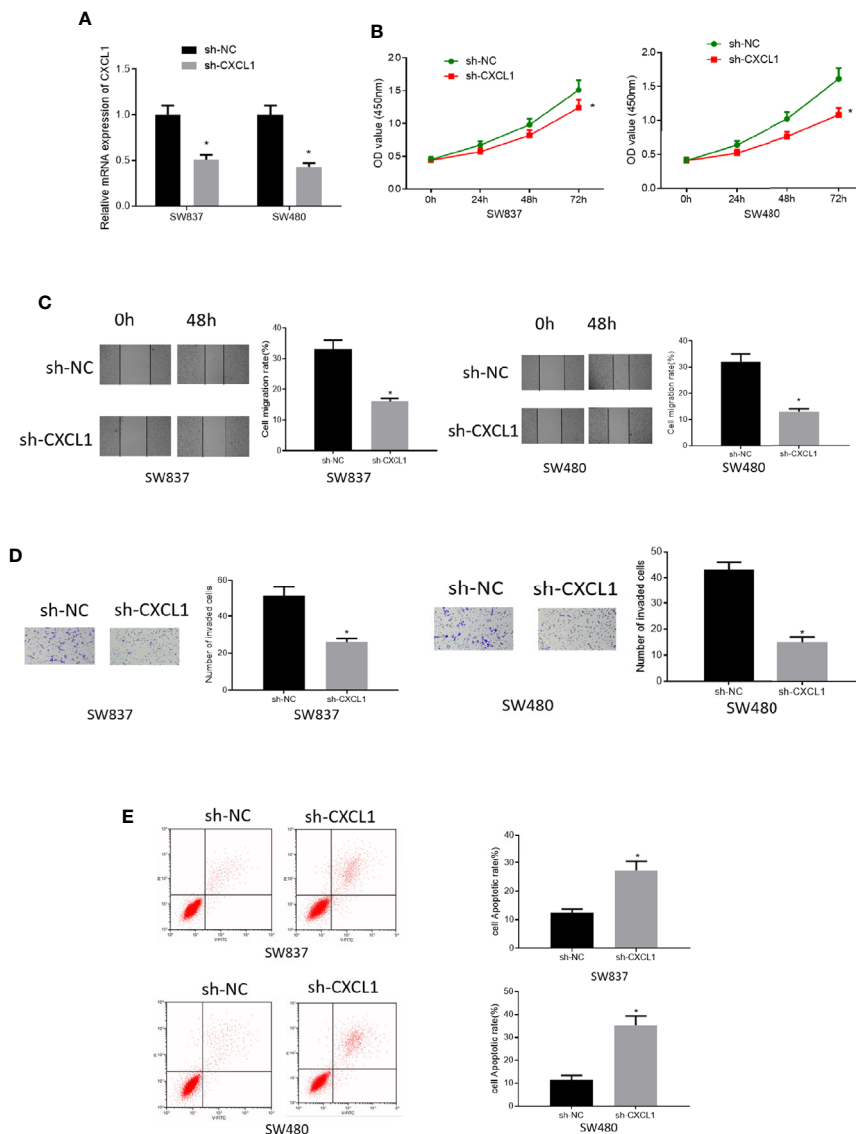 A
sh-NC
sh-CXCL1
Relative mRNA expression of CXCL1
1.5
1.0
0.5
0.0
SW837 SW480
B
sh-NC
sh-CXCL1
OD value (450nm)
2.0
1.5
1.0
0.5
0.0
*
0h 24h 48h 72h
SW837
sh-NC
sh-CXCL1
OD value (450nm)
2.0
1.5
1.0
0.5
0.0
*
0h 24h 48h 72h
SW480
* *
C
0h 48h
sh-NC
sh-CXCL1
SW837
Cell migration rate(%)
40
30
20
10
0
*
sh-NC sh-CXCL1
SW837
0h 48h
sh-NC
sh-CXCL1
SW480
Cell migration rate(%)
40
30
20
10
0
*
sh-NC sh-CXCL1
SW480
D
sh-NC sh-CXCL1
SW837
Number of invaded cells
60
40
20
0
*
sh-NC sh-CXCL1
SW837
sh-NC sh-CXCL1
SW480
Number of invaded cells
50
40
30
20
10
0
*
sh-NC sh-CXCL1
SW480
E
sh-NC sh-CXCL1
PI
V-FITC V-FITC
SW837
cell Apoptotic rate(%)
40
30
20
10
0
*
sh-NC sh-CXCL1
SW837
sh-NC sh-CXCL1
V-FITC V-FITC
SW480
cell Apoptotic rate(%)
50
40
30
20
10
0
*
sh-NC sh-CXCL1
SW480